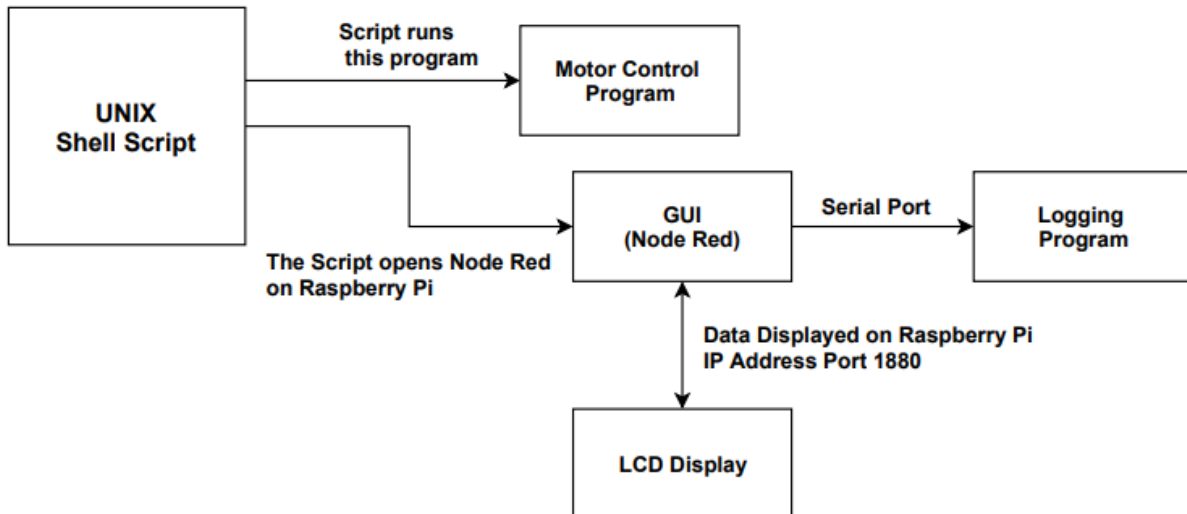 UNIX
Shell Script
Script runs
this program
Motor Control
Program
The Script opens Node Red
on Raspberry Pi
GUI
(Node Red)
Serial Port
Logging
Program
Data Displayed on Raspberry Pi
IP Address Port 1880
LCD Display